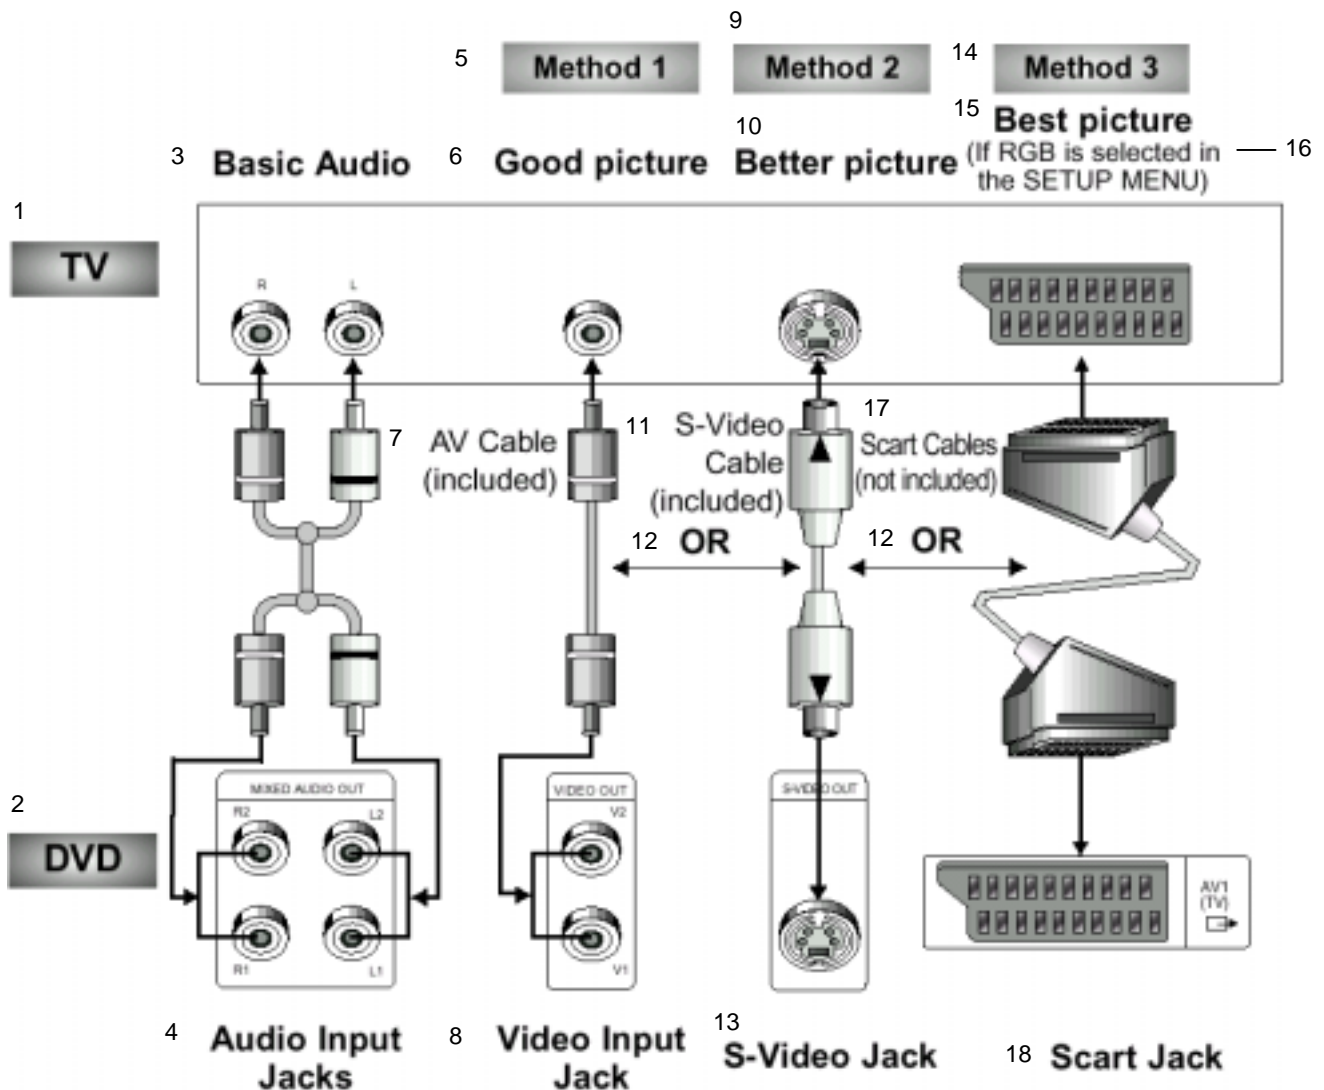 9
5 Method 1 Method 2 14 Method 3
10 15 Best picture
3 Basic Audio 6 Good picture Better picture (If RGB is selected in 16
the SETUP MENU)
1
TV
R L
17
7 AV Cable 11 S-Video Scart Cables
(included) Cable (not included)
(included)
12 OR 12 OR
MIXED AUDIO OUT VIDEO OUT S-VIDEO OUT
2 R2 L2 V2
DVD
AV1
(TV)
R1 L1 V1
4 Audio Input 8 Video Input 13 S-Video Jack 18 Scart Jack
Jacks Jack